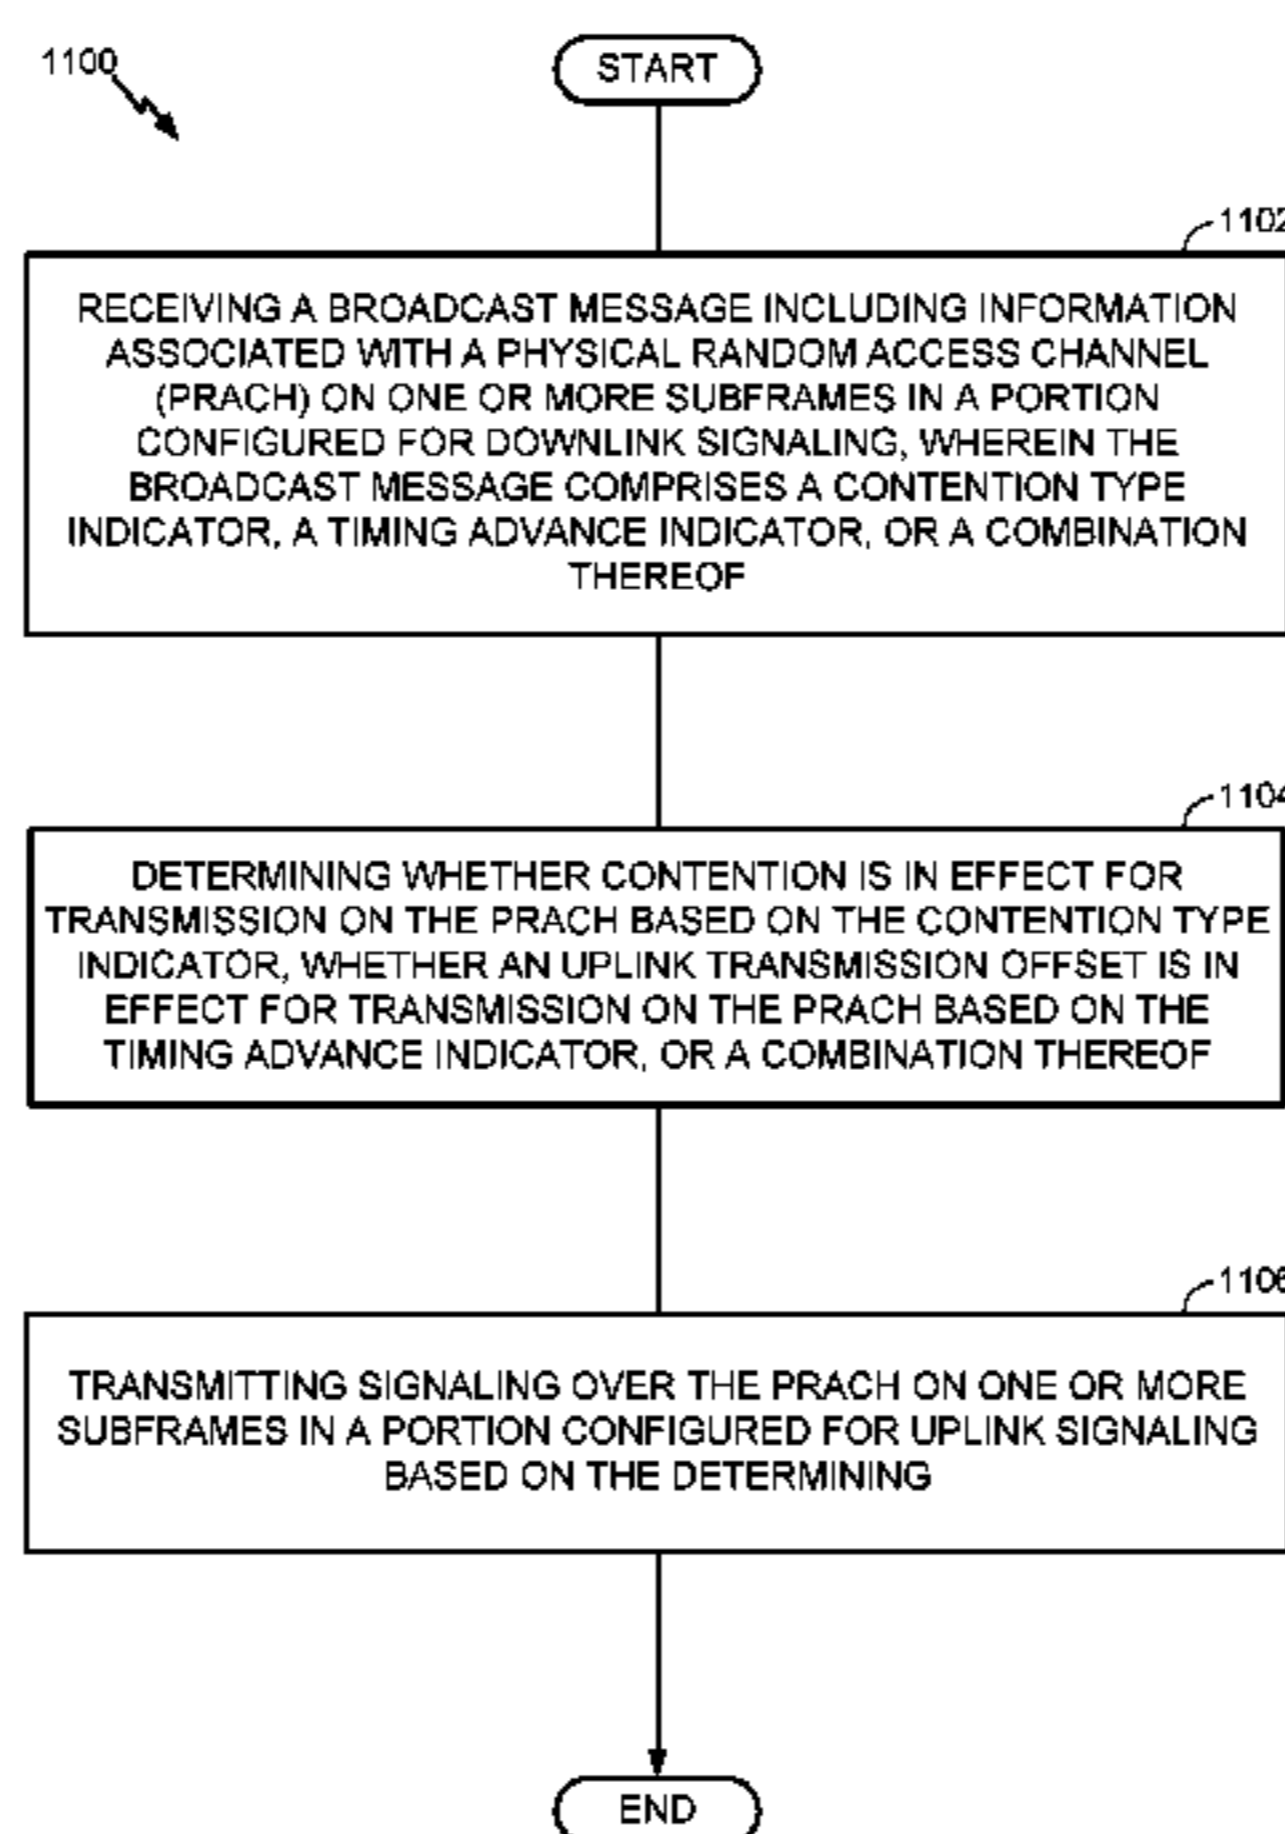 1100
START
1102
RECEIVING A BROADCAST MESSAGE INCLUDING INFORMATION
ASSOCIATED WITH A PHYSICAL RANDOM ACCESS CHANNEL
(PRACH) ON ONE OR MORE SUBFRAMES IN A PORTION
CONFIGURED FOR DOWNLINK SIGNALING, WHEREIN THE
BROADCAST MESSAGE COMPRISES A CONTENTION TYPE
INDICATOR, A TIMING ADVANCE INDICATOR, OR A COMBINATION
THEREOF
1104
DETERMINING WHETHER CONTENTION IS IN EFFECT FOR
TRANSMISSION ON THE PRACH BASED ON THE CONTENTION TYPE
INDICATOR, WHETHER AN UPLINK TRANSMISSION OFFSET IS IN
EFFECT FOR TRANSMISSION ON THE PRACH BASED ON THE
TIMING ADVANCE INDICATOR, OR A COMBINATION THEREOF
1106
TRANSMITTING SIGNALING OVER THE PRACH ON ONE OR MORE
SUBFRAMES IN A PORTION CONFIGURED FOR UPLINK SIGNALING
BASED ON THE DETERMINING
END